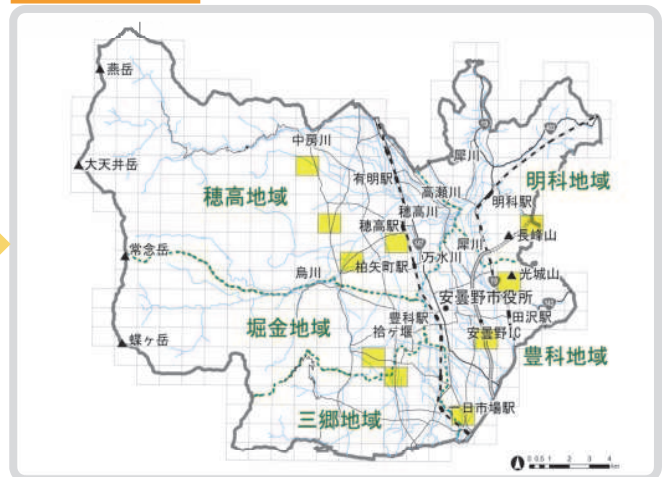 燕岳
大天井岳
常念岳
蝶ヶ岳
中房川
有明駅
高瀬川
犀川
明科駅
明科地域
穂高地域
穂高川
穂高駅
長峰山
犀川
万水川
柏矢町駅
烏川
光城山
安曇野市役所
田沢駅
豊科駅
堀金地域
拾ヶ堰
安曇野IC
豊科地域
三郷地域
一日市場駅
0 0.5 1 2 3 4
km